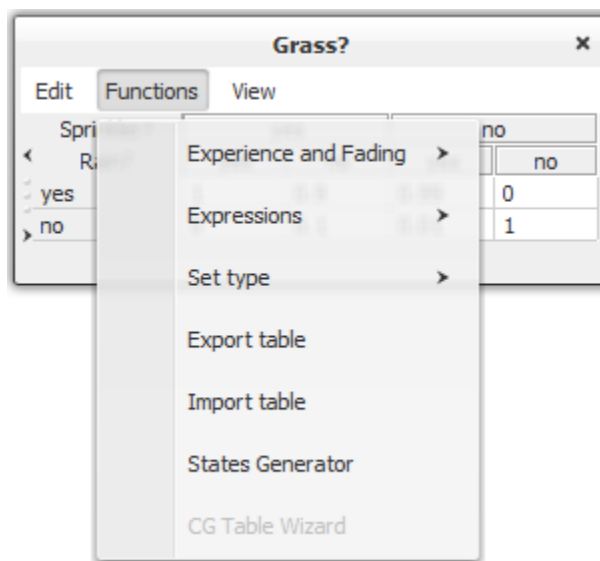 Grass?
Edit Functions View
no
no
yes 0
no 1
Experience and Fading
Expressions
Set type
Export table
Import table
States Generator
CG Table Wizard